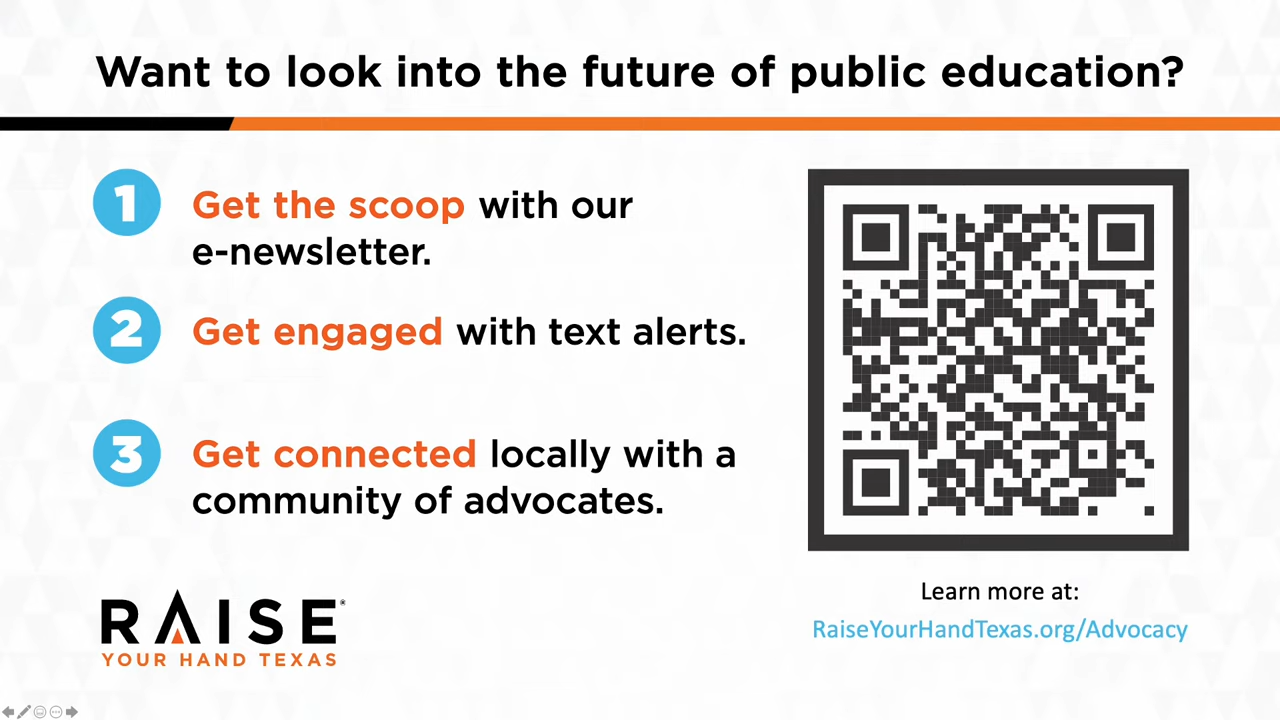 Want to look into the future of public education?
1
Get the scoop with our
e-newsletter.
2
Get engaged with text alerts.
3
Get connected locally with a
community of advocates.
RAISE®
YOUR HAND TEXAS
Learn more at:
RaiseYourHandTexas.org/Advocacy